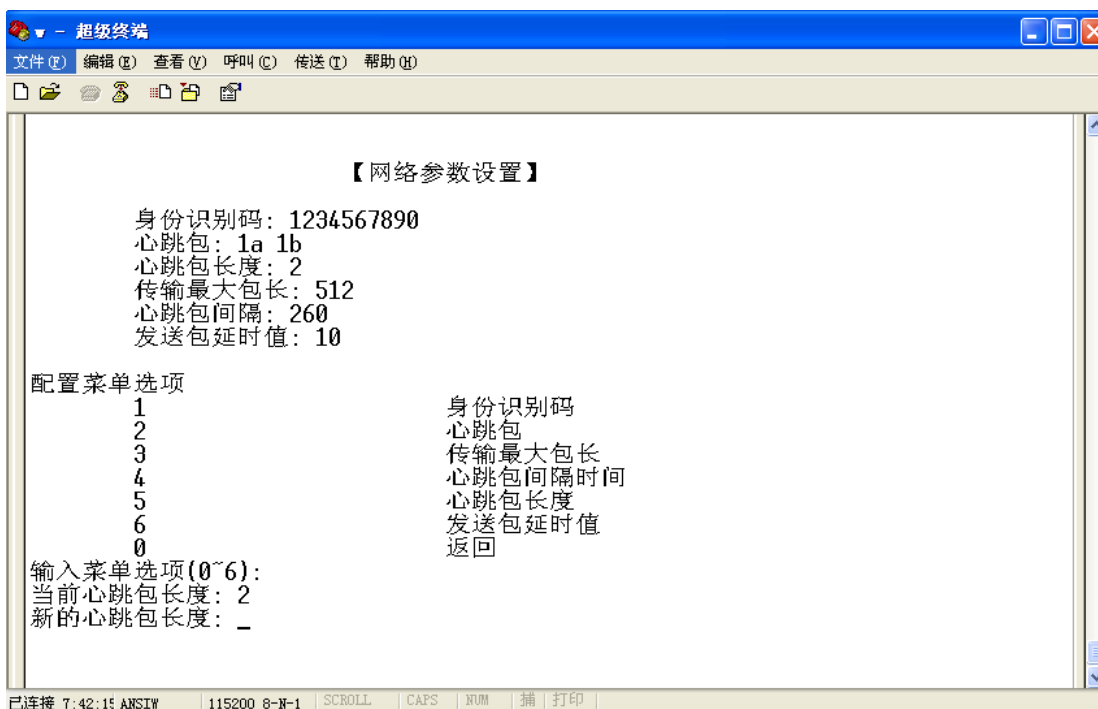 ▼ - 超级终端
文件(F) 编辑(E) 查看(V) 呼叫(C) 传送(T) 帮助(H)
【网络参数设置】
身份识别码: 1234567890
心跳包: 1a 1b
心跳包长度: 2
传输最大包长: 512
心跳包间隔: 260
发送包延时值: 10
配置菜单选项
1 身份识别码
2 心跳包
3 传输最大包长
4 心跳包间隔时间
5 心跳包长度
6 发送包延时值
0 返回
输入菜单选项(0~6):
当前心跳包长度: 2
新的心跳包长度: _
已连接 7:42:15 ANSIW 115200 8-N-1 SCROLL CAPS NUM 捕 打印